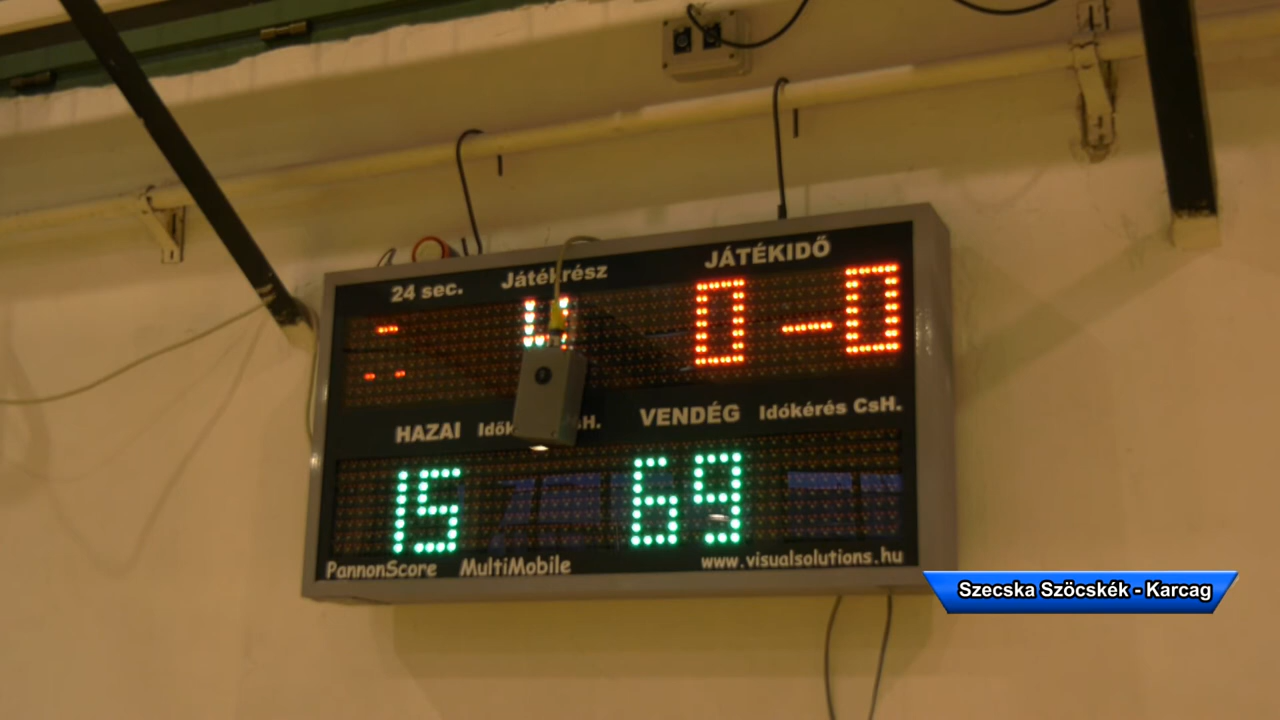 24 sec. Játékrész JÁTÉKIDŐ
4 0-0
HAZAI VENDÉG Időkérés CsH.
15 69
PannonScore MultiMobile www.visualsolutions.hu
Szecska Szöcskék - Karcag